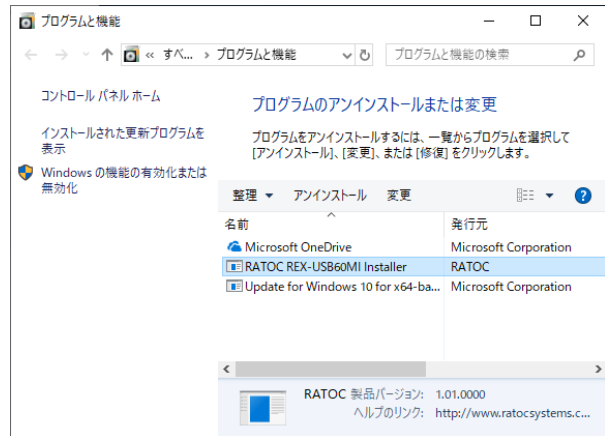 プログラムと機能
« すべ... › プログラムと機能
プログラムと機能の検索
コントロール パネル ホーム
インストールされた更新プログラムを
表示
Windows の機能の有効化または
無効化
プログラムのアンインストールまたは変更
プログラムをアンインストールするには、一覧からプログラムを選択して
[アンインストール]、[変更]、または [修復] をクリックします。
整理 アンインストール 変更
名前 発行元
Microsoft OneDrive Microsoft Corporation
RATOC REX-USB60MI Installer RATOC
Update for Windows 10 for x64-ba... Microsoft Corporation
RATOC 製品バージョン: 1.01.0000
ヘルプのリンク: http://www.ratocsystems.c...